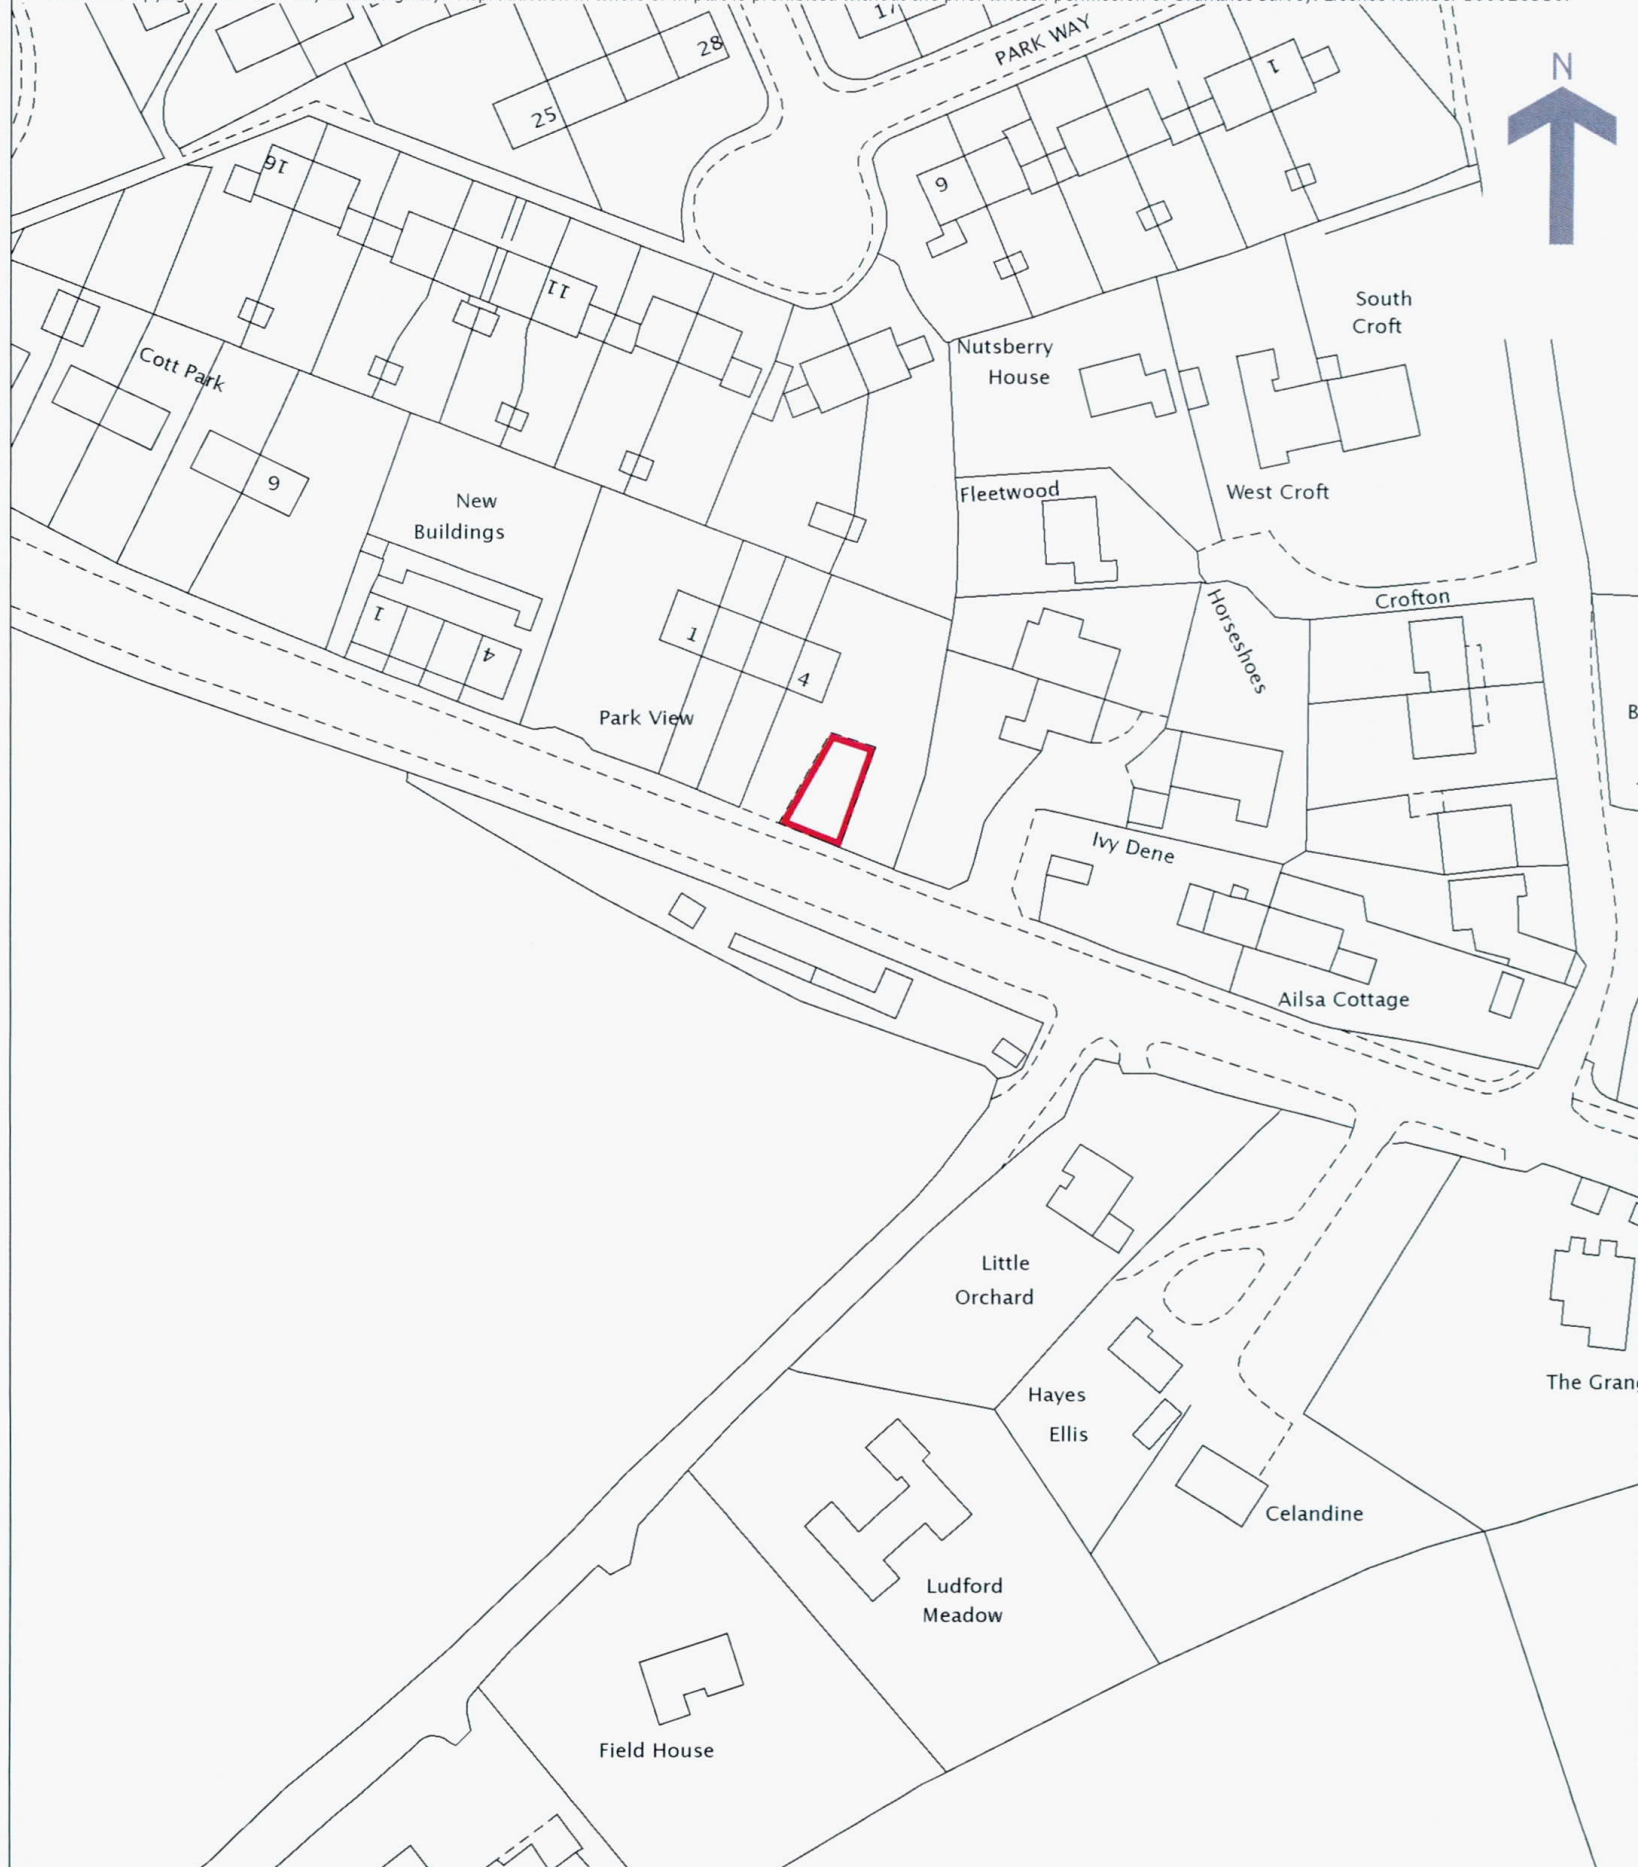 17
28
PARK WAY
1
N
25
16
9
South
Croft
11
Nutsberry
House
Cott Park
9
New
Buildings
Fleetwood
West Croft
Horseshoes
Crofton
1
4
1
4
Park View
B
Ivy Dene
Ailsa Cottage
Little
Orchard
Hayes
Ellis
The Gran
Celandine
Ludford
Meadow
Field House